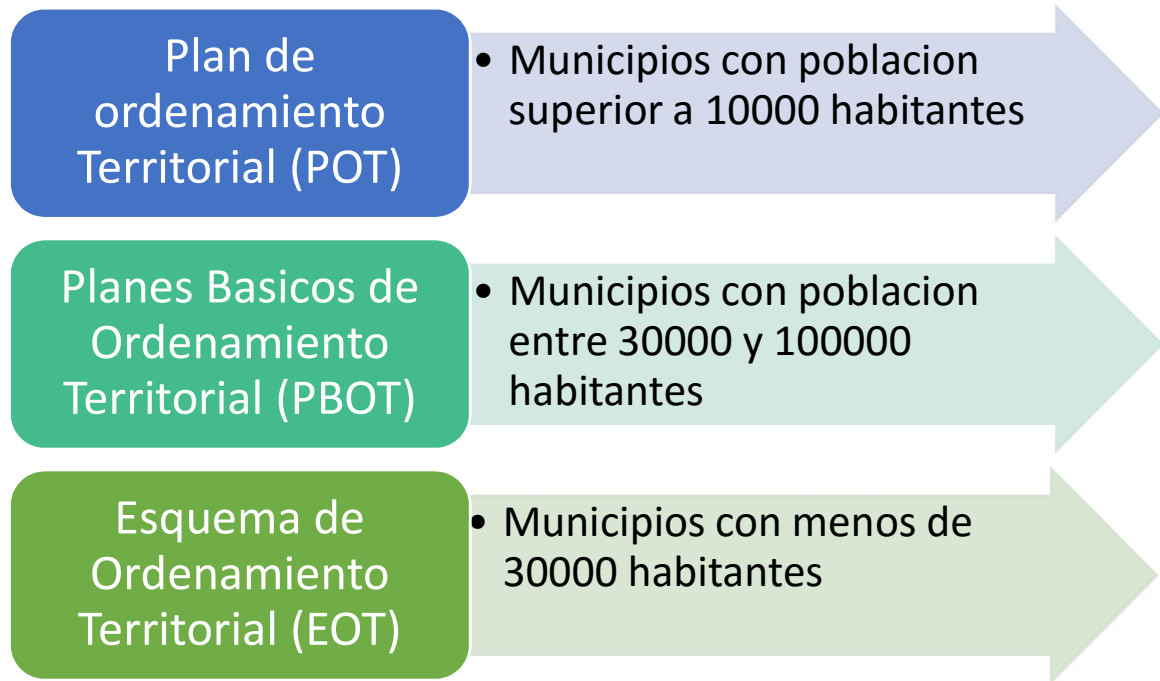 Plan de
ordenamiento
Territorial (POT)
• Municipios con poblacion
superior a 10000 habitantes
Planes Basicos de
Ordenamiento
Territorial (PBOT)
• Municipios con poblacion
entre 30000 y 100000
habitantes
Esquema de
Ordenamiento
Territorial (EOT)
• Municipios con menos de
30000 habitantes